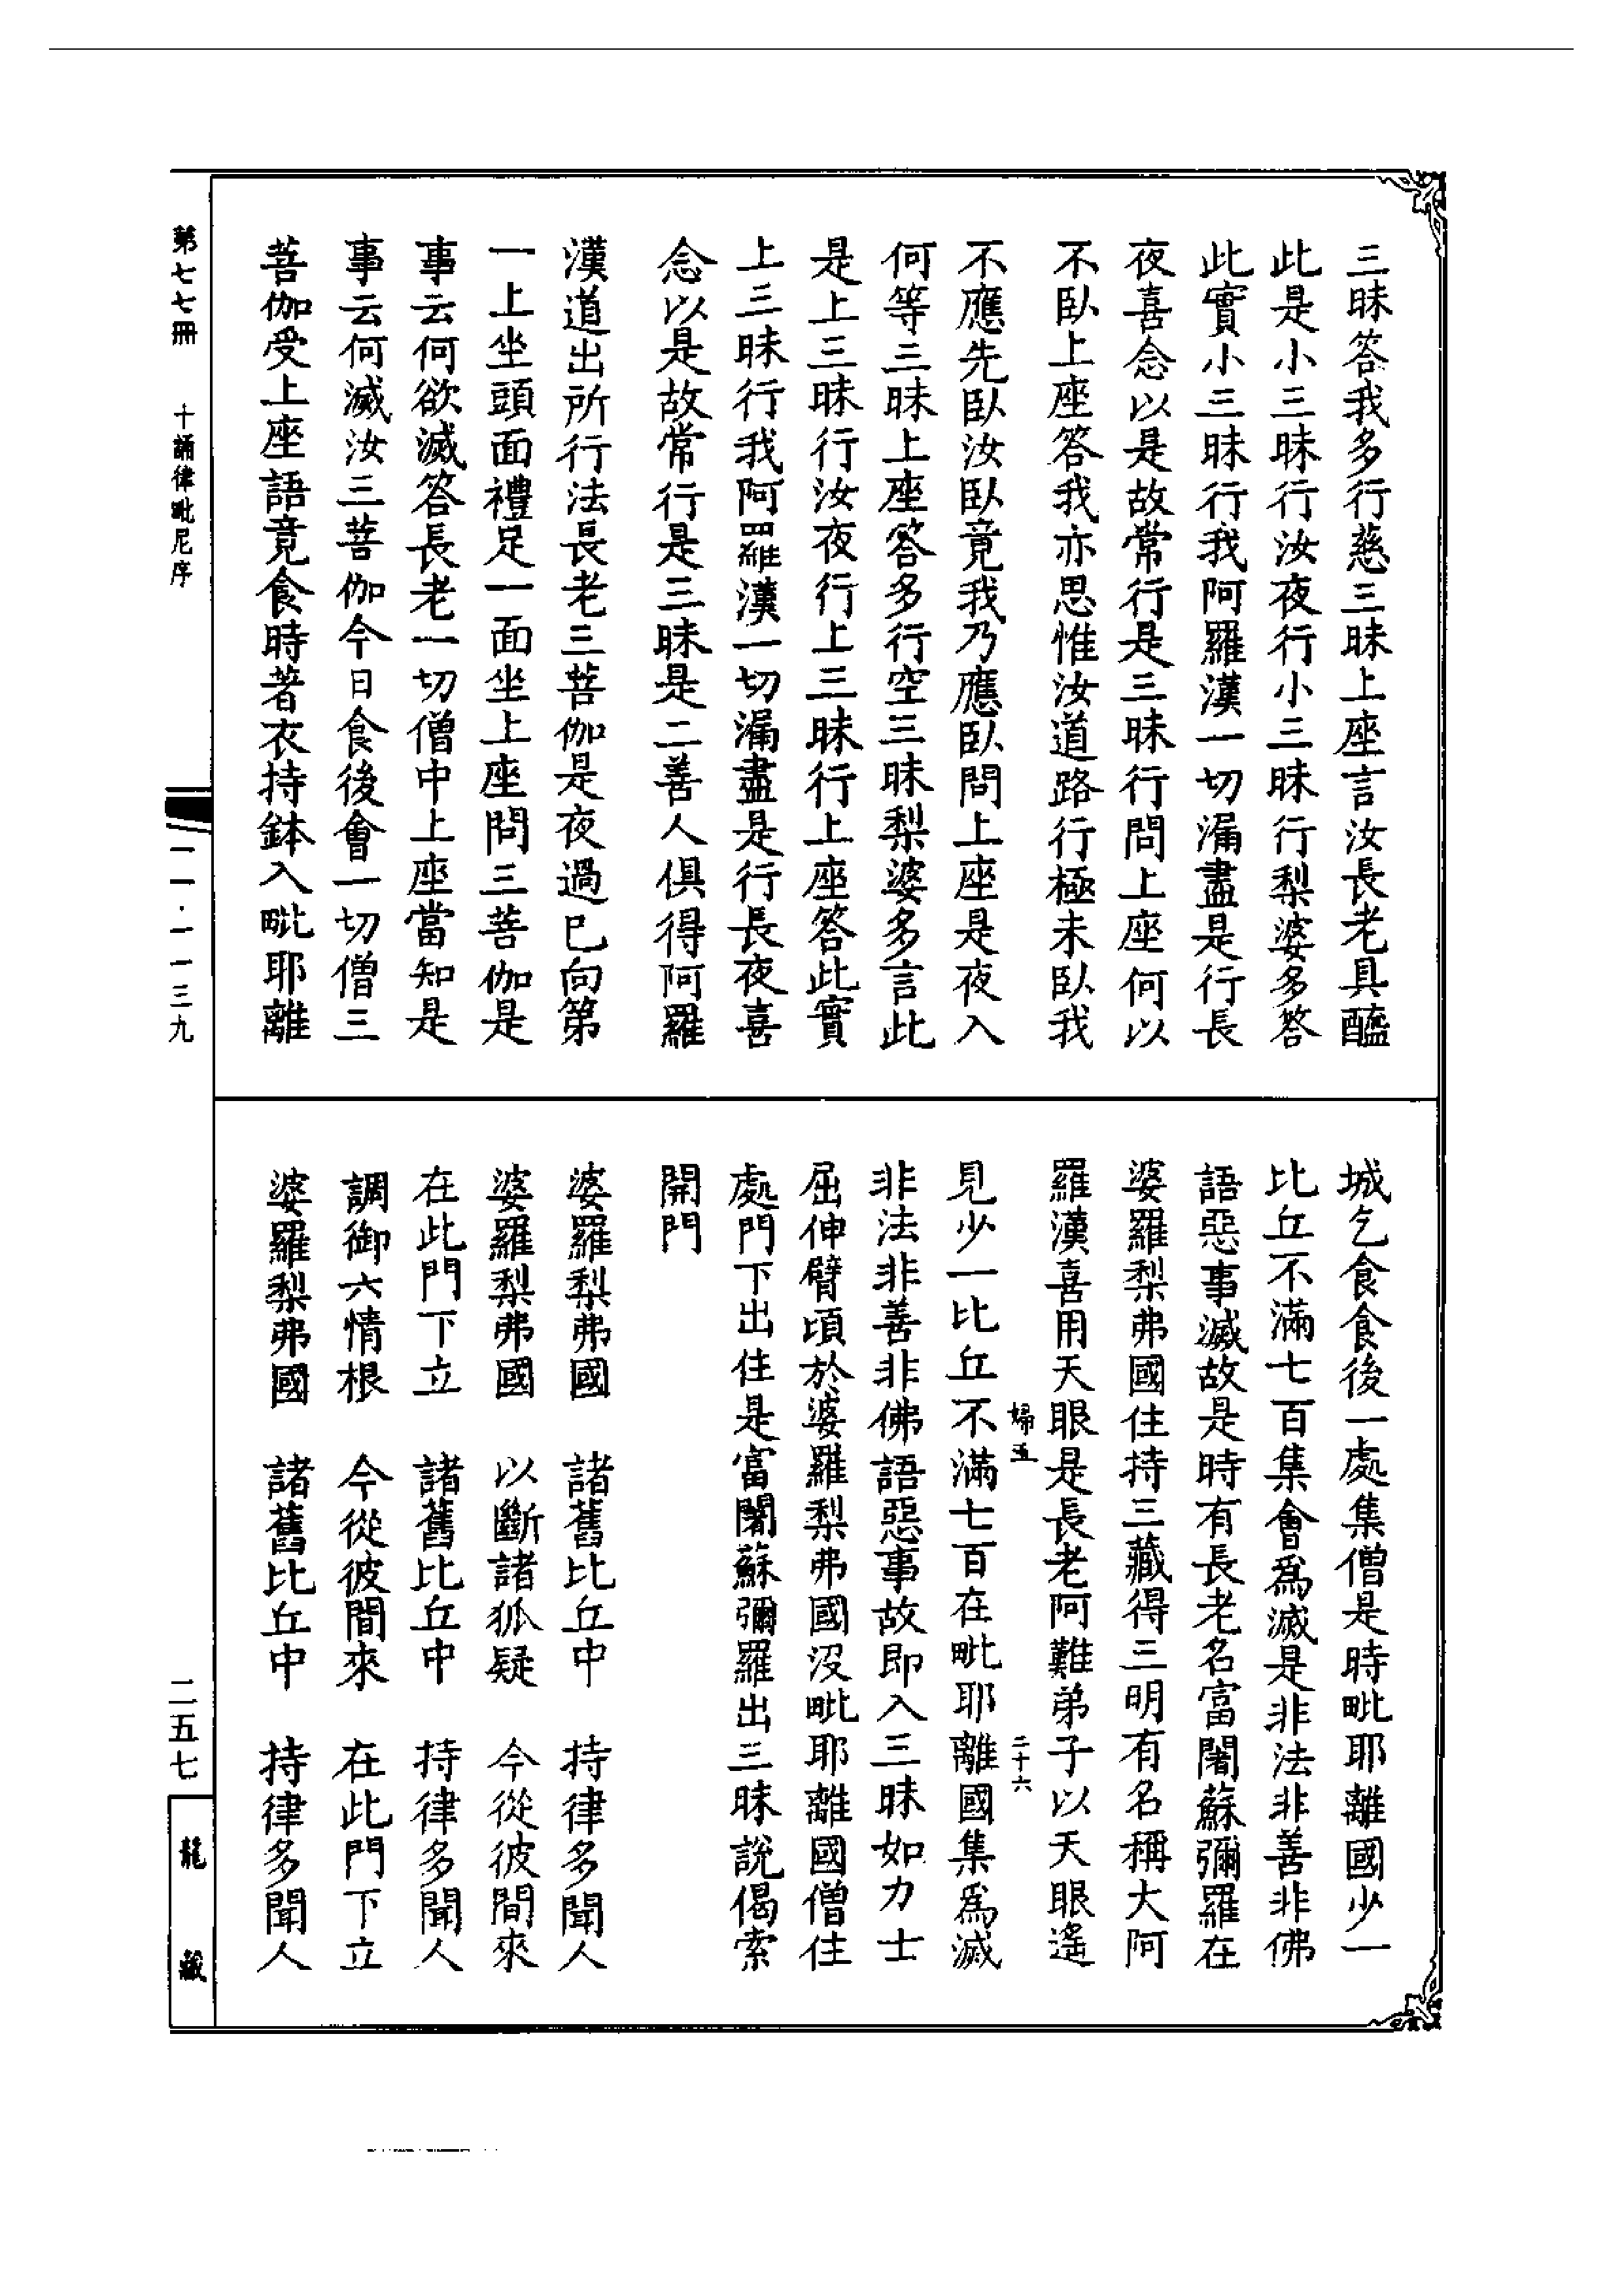 三昧答我多行慈三昧上座言汝長老具醯
此是小三昧行汝夜行小三昧行梨婆多答
此實小三昧行我阿羅漢一切漏盡是行長
夜喜念以是故常行是三昧行問上座何以
不臥上座答我亦思惟汝道路行極未臥我
不應先臥汝臥竟我乃應臥問上座是夜入
何等三昧上座答多行空三昧梨婆多言此
是上三昧行汝夜行上三昧行上座答此實
上三昧行我阿羅漢一切漏盡是行長夜喜
念以是故常行是三昧是二善人俱得阿羅
漢道出所行法長老三菩伽是夜過已向第
一上坐頭面禮足一面坐上座問三菩伽是
事云何欲滅答長老一切僧中上座當知是
事云何滅汝三菩伽今日食後會一切僧三
菩伽受上座語竟食時著衣持鉢入毗耶離
城乞食食後一處集僧是時毗耶離國少一
比丘不滿七百集會爲滅是非法非善非佛
語惡事滅故是時有長老名富闍蘇彌羅在
婆羅梨弗國住持三藏得三明有名稱大阿
羅漢喜用天眼是長老阿難弟子以天眼遙
婦五 二十六
見少一比丘不滿七百在毗耶離國集爲滅
非法非善非佛語惡事故即入三昧如力士
屈伸臂頃於婆羅梨弗國沒毗耶離國僧住
處門下出住是富闍蘇彌羅出三昧說偈索
開門
婆羅梨弗國 諸舊比丘中 持律多聞人
婆羅梨弗國 以斷諸狐疑 今從彼間來
在此門下立 諸舊比丘中 持律多聞人
調御六情根 今從彼間來 在此門下立
婆羅梨弗國 諸舊比丘中 持律多聞人
第七七冊 十誦律毗尼序 一一·一一三九 二五七 龍藏